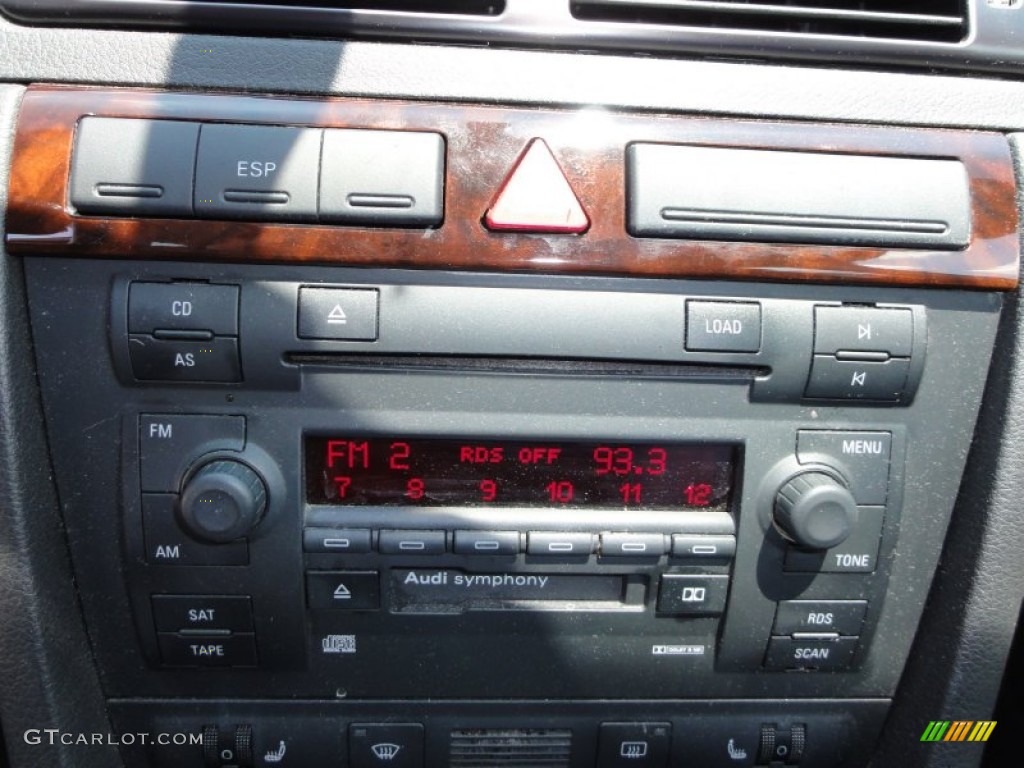 ESP
CD
AS
LOAD
FM
AM
FM 2 RDS OFF 93.3
7 8 9 10 11 12
MENU
TONE
Audi symphony
SAT
TAPE
RDS
SCAN
disc
GTCARLOT.COM